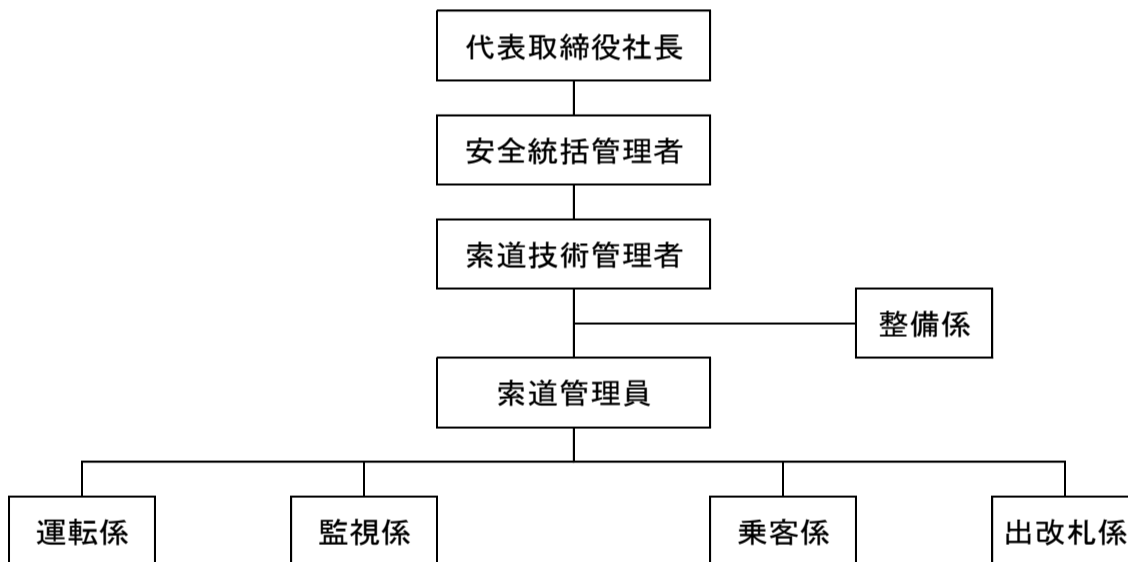 代表取締役社長
安全統括管理者
索道技術管理者
整備係
索道管理員
運転係
監視係
乗客係
出改札係